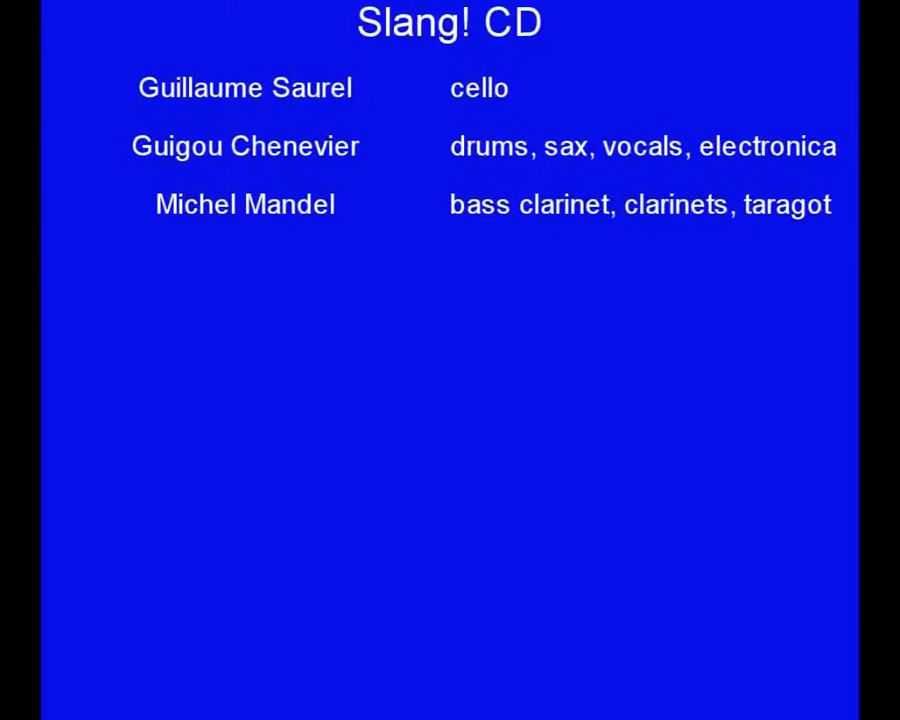 Slang! CD
Guillaume Saurel cello
Guigou Chenevier drums, sax, vocals, electronica
Michel Mandel bass clarinet, clarinets, taragot